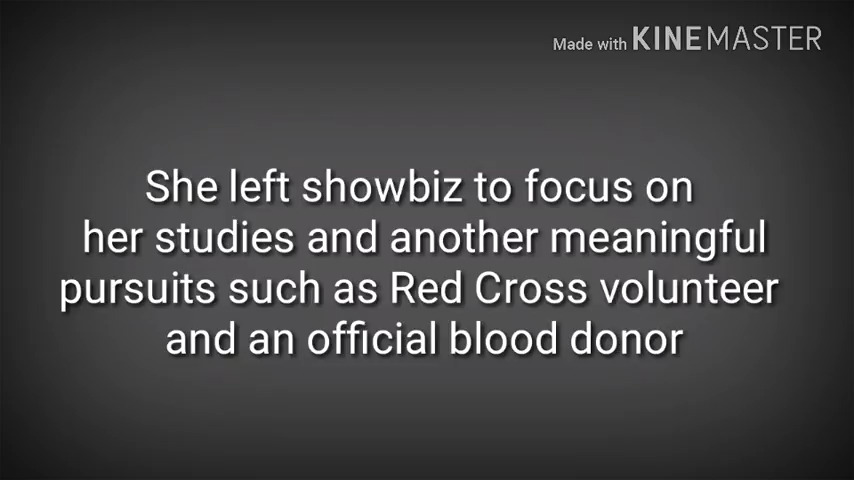 Made with KINEMASTER
She left showbiz to focus on
her studies and another meaningful
pursuits such as Red Cross volunteer
and an official blood donor